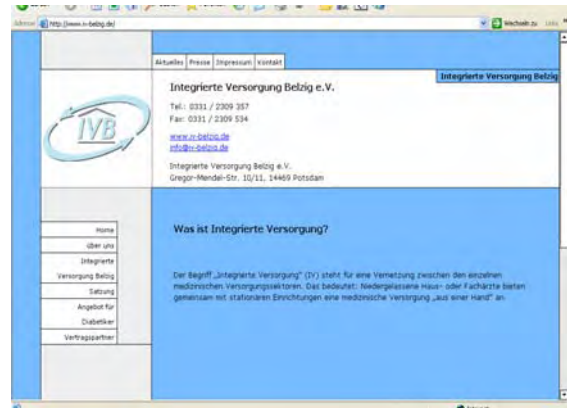 http://www.iv-belzig.de/
Wechseln zu
Aktuelles Presse Impressum Kontakt
Integrierte Versorgung Belzig
Integrierte Versorgung Belzig e.V.
Tel.: 0331 / 2309 357
Fax: 0331 / 2309 534
www.iv-belzig.de
info@iv-belzig.de
Integrierte Versorgung Belzig e.V.
Gregor-Mendel-Str. 10/11, 14469 Potsdam
IVB
Home
über uns
Integrierte
Versorgung Belzig
Satzung
Angebot für
Diabetiker
Vertragspartner
Was ist Integrierte Versorgung?
Der Begriff „Integrierte Versorgung" (IV) steht für eine Vernetzung zwischen den einzelnen
medizinischen Versorgungssektoren. Das bedeutet: Niedergelassene Haus- oder Fachärzte bieten
gemeinsam mit stationären Einrichtungen eine medizinische Versorgung „aus einer Hand" an.